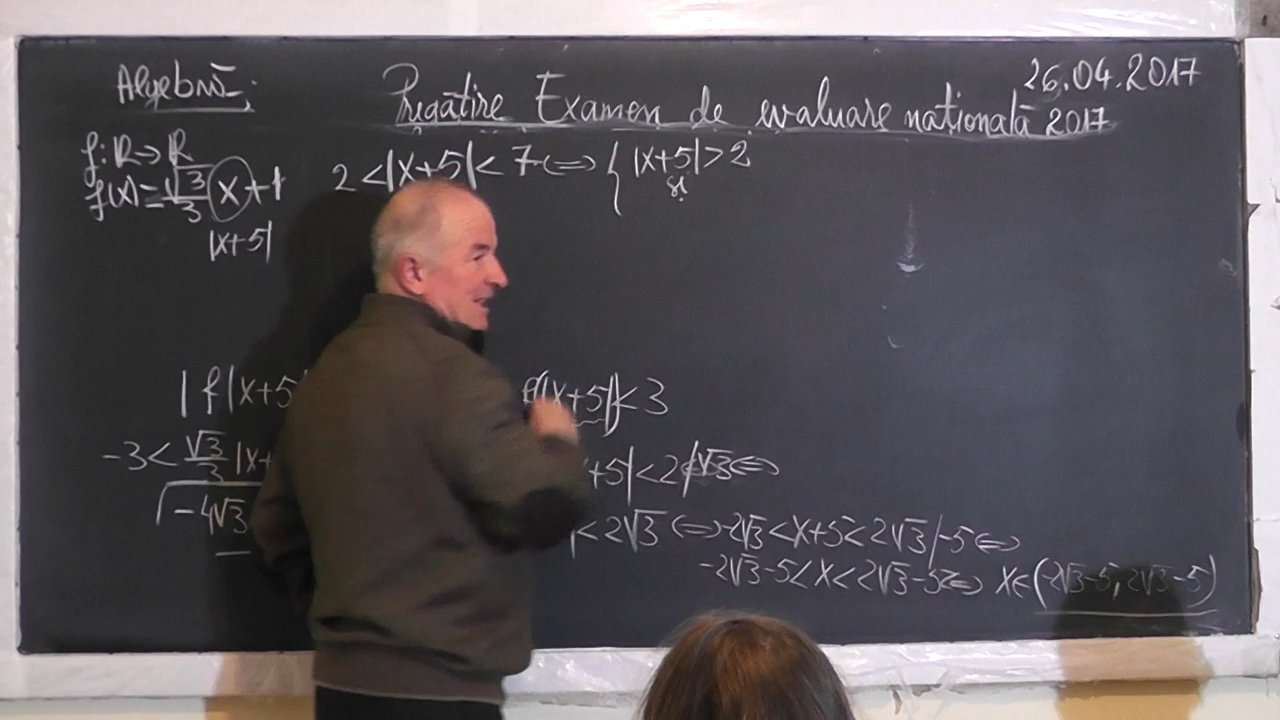 Algebră;
Pregătire Examen de evaluare națională 2017
26.04.2017
f: R→R
f(x)=√3/3 x+1
|x+5|
2<|x+5|<7⟺{ |x+5|>2
și
|f|x+5| f(|x+5|)<3
-3<√3/3|x+ x+5|<2/·√3⟺
-4√3 <2√3⟺-2√3<x+5<2√3/-5⟺
-2√3-5<x<2√3-5⟺ x∈(-2√3-5;2√3-5)